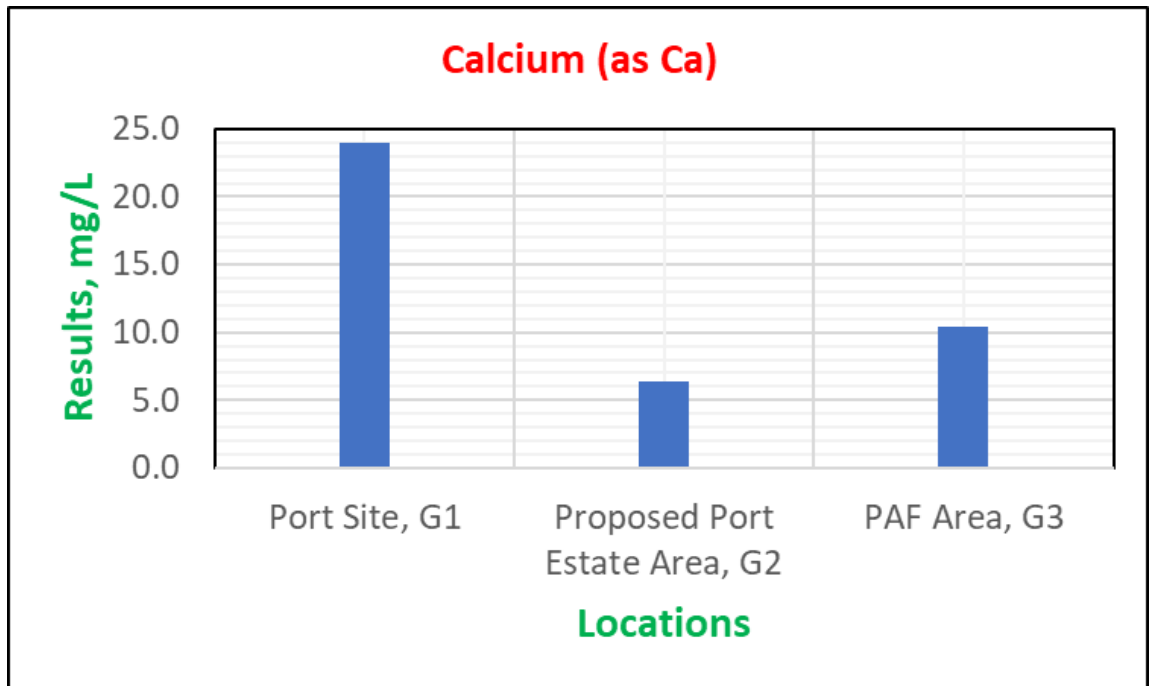 Calcium (as Ca)
Results, mg/L
25.0
20.0
15.0
10.0
5.0
0.0
Port Site, G1
Proposed Port
Estate Area, G2
PAF Area, G3
Locations